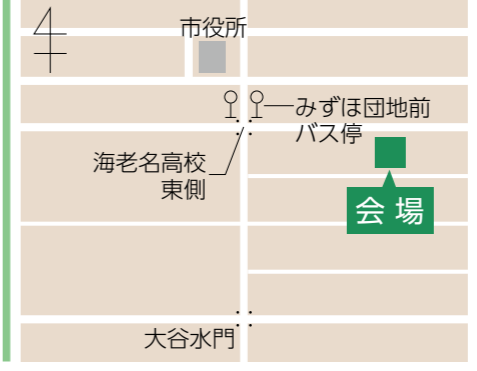 市役所
みずほ団地前
バス停
海老名高校
東側
会場
大谷水門